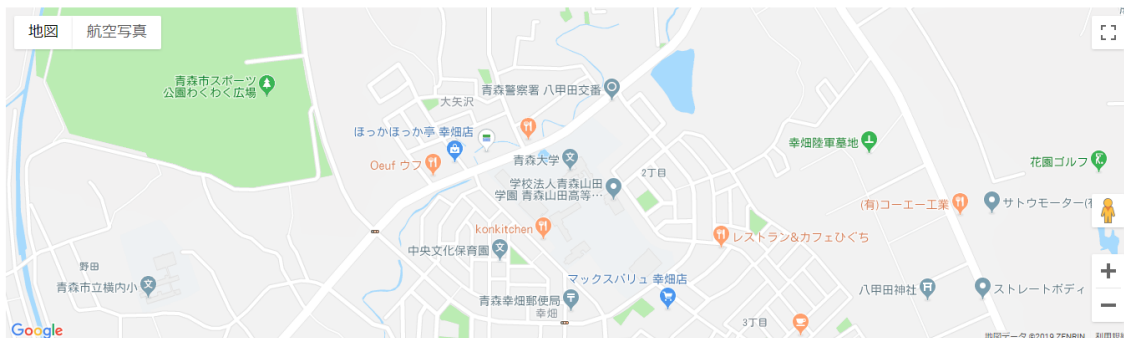 地図 航空写真
青森市スポーツ
公園わくわく広場
青森警察署 八甲田交番
大矢沢
ほっかほっか亭 幸畑店
Oeuf ウフ
青森大学
2丁目
幸畑陸軍墓地
花園ゴルフ
学校法人青森山田
学園 青森山田高等…
(有)コーエー工業
サトウモーター(有
konkitchen
レストラン&カフェひぐち
中央文化保育園
野田
青森市立横内小
マックスバリュ 幸畑店
八甲田神社
ストレートボディ
青森幸畑郵便局
幸畑
3丁目
Google
地図データ ©2019 ZENRIN
利用規約